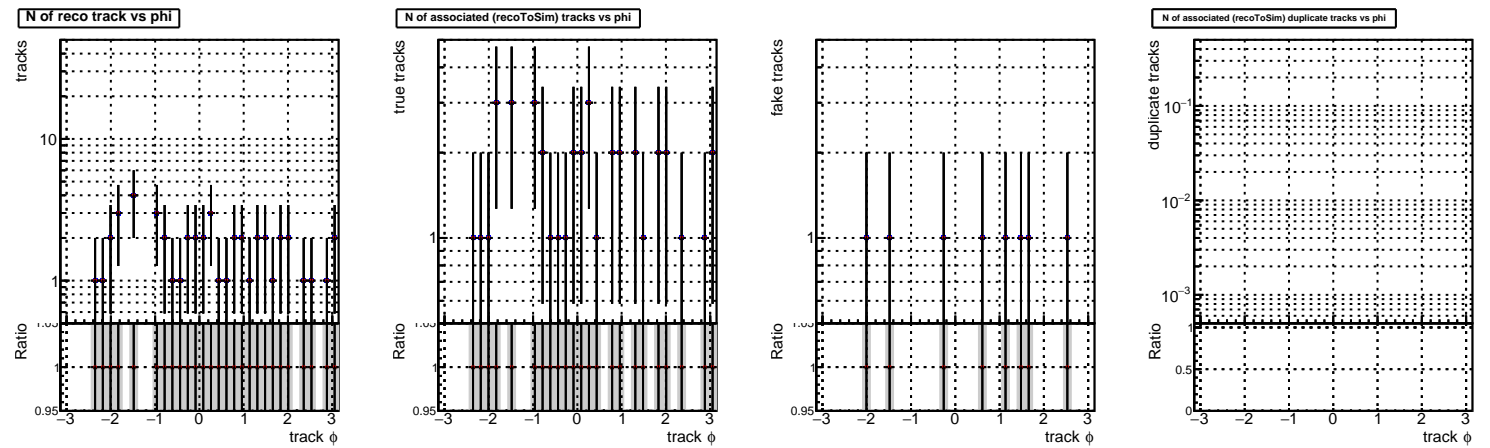 N of reco track vs phi
tracks
10
1
Ratio
1.05
1
0.95
−3 −2 −1 0 1 2 3
track ϕ
N of associated (recoToSim) tracks vs phi
true tracks
1
Ratio
1.05
1
0.95
−3 −2 −1 0 1 2 3
track ϕ
fake tracks
1
Ratio
1.05
1
0.95
−3 −2 −1 0 1 2 3
track ϕ
N of associated (recoToSim) duplicate tracks vs phi
duplicate tracks
10−1
10−2
10−3
Ratio
1
0.5
0
−3 −2 −1 0 1 2 3
track ϕ